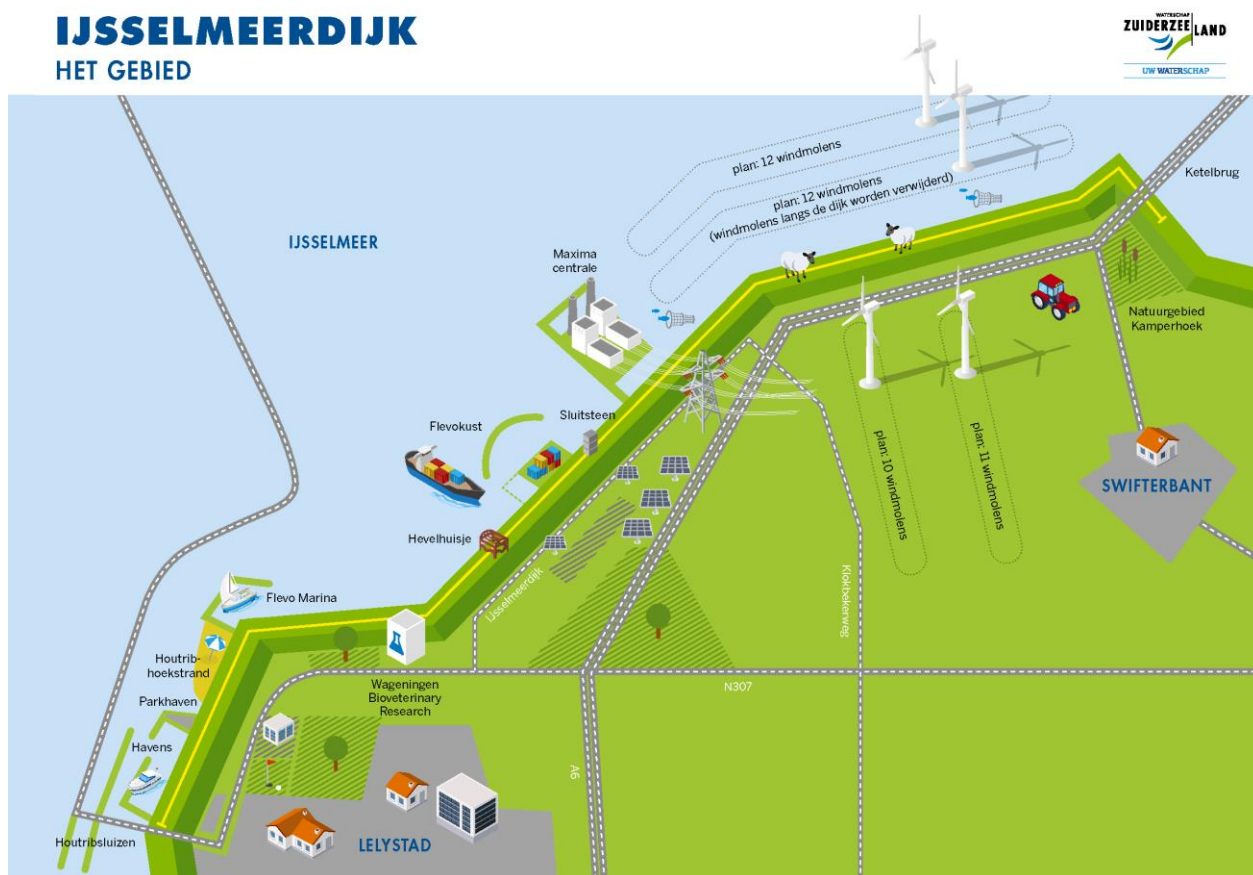 IJSSELMEERDIJK
HET GEBIED
WATERSCHAP
ZUIDERZEELAND
UW WATERSCHAP
plan: 12 windmolens
plan: 12 windmolens
(windmolens langs de dijk worden verwijderd)
Ketelbrug
IJSSELMEER
Maxima
centrale
Natuurgebied
Kamperhoek
Flevokust
Sluitsteen
plan: 10 windmolens
plan: 11 windmolens
SWIFTERBANT
Hevelhuisje
IJsselmeerdijk
Klokbekerweg
Flevo Marina
Houtrib-
hoekstrand
Wageningen
Bioveterinary
Research
N307
Parkhaven
Havens
A6
Houtribsluizen
LELYSTAD